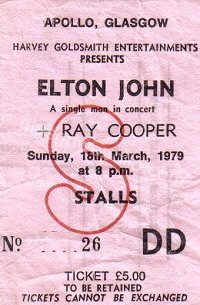 APOLLO, GLASGOW
HARVEY GOLDSMITH ENTERTAINMENTS
PRESENTS
ELTON JOHN
A single man in concert
+ RAY COOPER
Sunday, 18th March, 1979
at 8 p.m.
STALLS
S
No 26 DD
TICKET £5.00
TO BE RETAINED
TICKETS CANNOT BE EXCHANGED